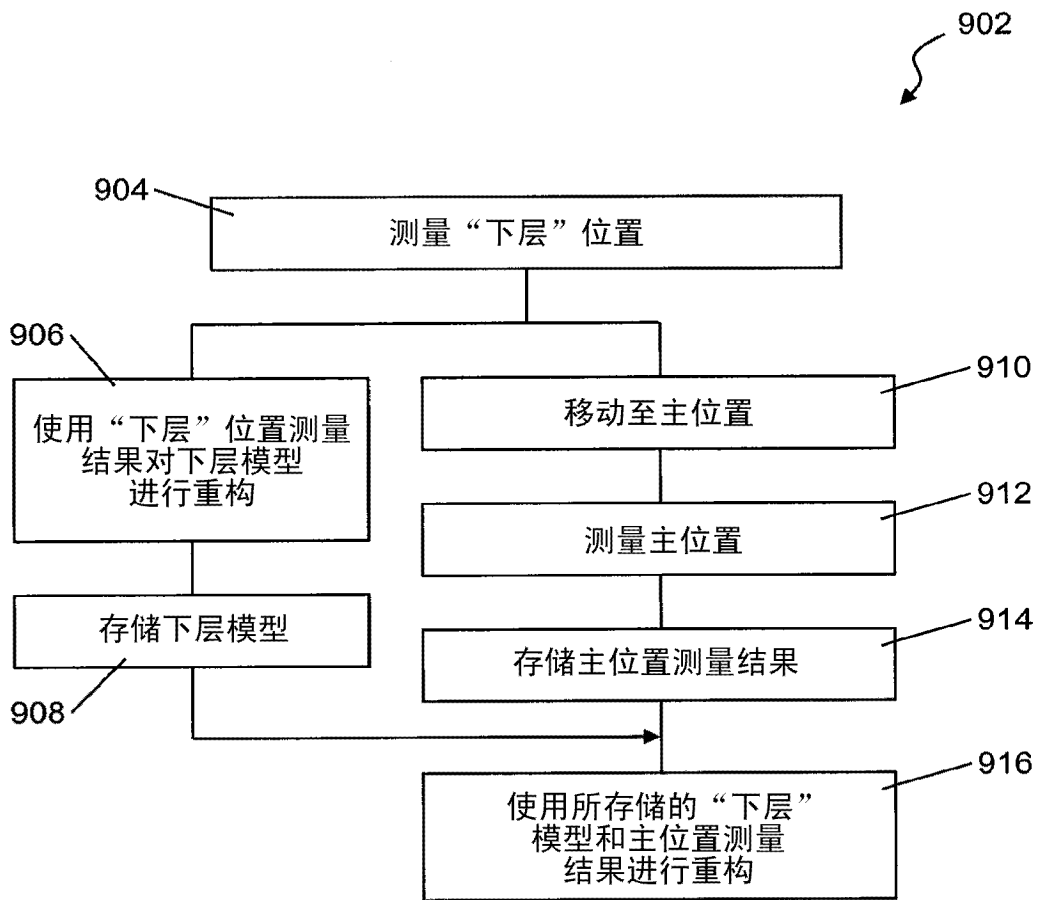 902
904
测量“下层”位置
906
使用“下层”位置测量
结果对下层模型
进行重构
910
移动至主位置
912
测量主位置
存储下层模型
908
914
存储主位置测量结果
916
使用所存储的“下层”
模型和主位置测量
结果进行重构